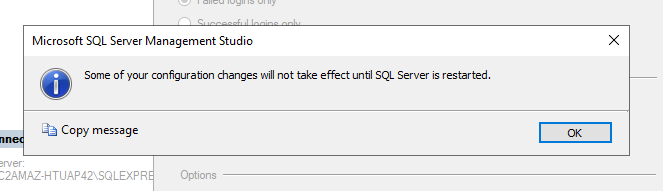 Failed logins only
Successful logins only
Microsoft SQL Server Management Studio
Some of your configuration changes will not take effect until SQL Server is restarted.
Copy message
OK
nnec
erver:
C2AMAZ-HTUAP42\SQLEXPRE
Options